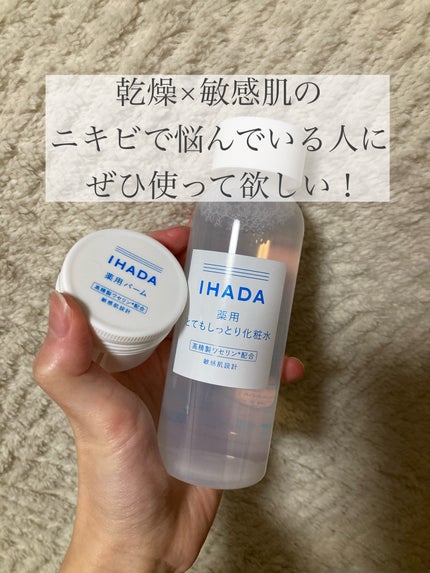 乾燥×敏感肌の
ニキビで悩んでいる人に
ぜひ使って欲しい！
IHADA
薬用バーム
高精製ワセリン*配合
敏感肌設計
IHADA
薬用
とてもしっとり化粧水
高精製ワセリン*配合
敏感肌設計